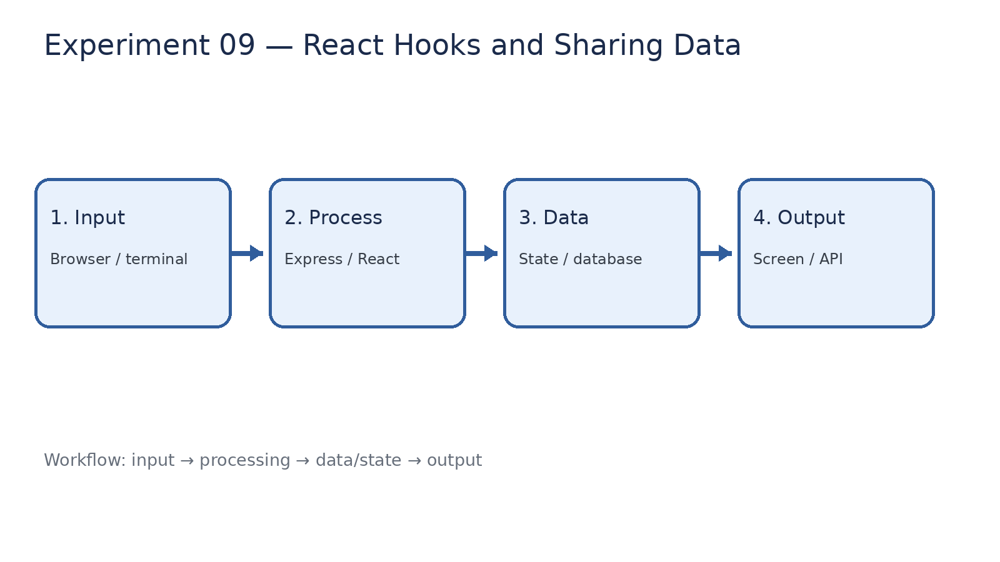 Experiment 09 — React Hooks and Sharing Data
1. Input
Browser / terminal
2. Process
Express / React
3. Data
State / database
4. Output
Screen / API
Workflow: input → processing → data/state → output